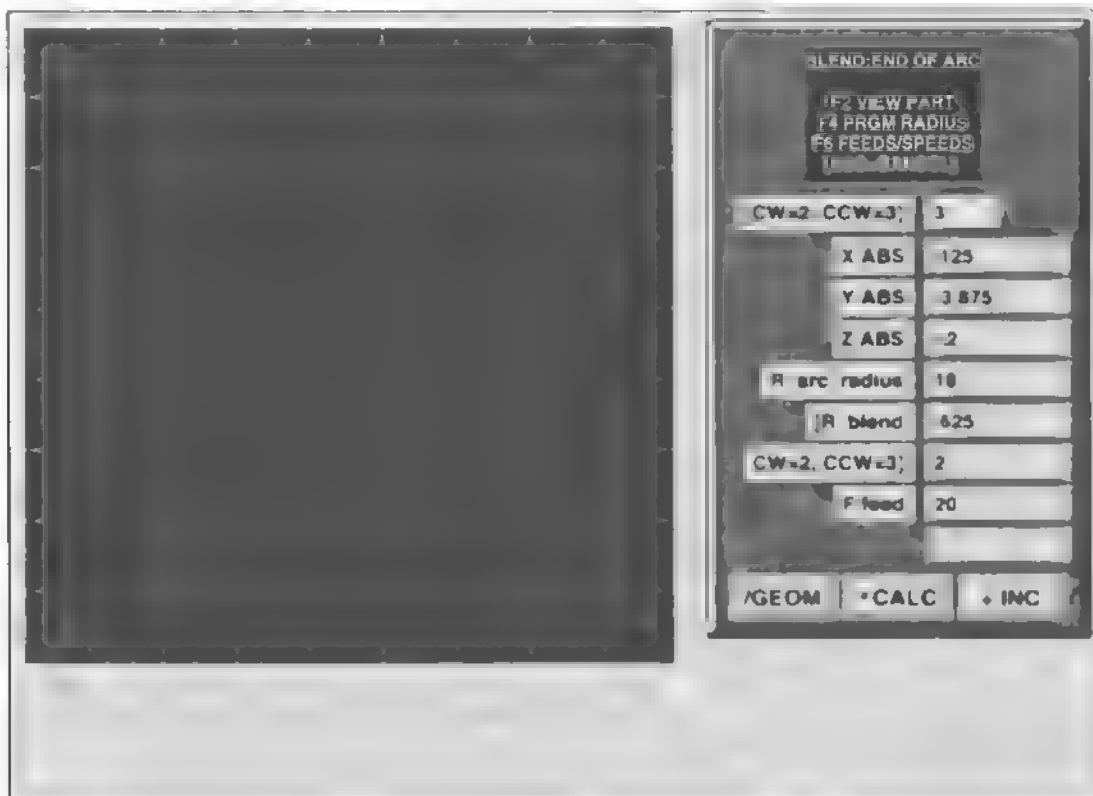 BLEND:END OF ARC
F2 VIEW PART
F4 PRGM RADIUS
F6 FEEDS/SPEEDS
CW=2 CCW=3) 3
X ABS 125
Y ABS -3.875
Z ABS -.2
R arc radius
R blend .625
CW=2, CCW=3) 2
F feed 20
/GEOM *CALC + INC